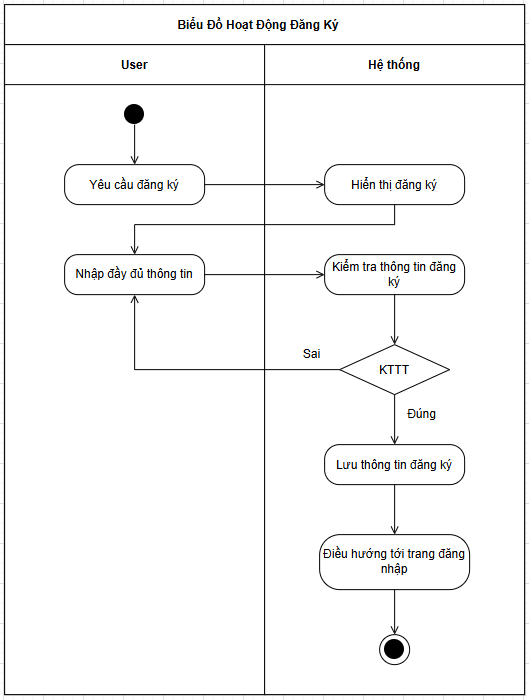 Biểu Đồ Hoạt Động Đăng Ký
User
Hệ thống
Yêu cầu đăng ký
Hiển thị đăng ký
Nhập đầy đủ thông tin
Kiểm tra thông tin đăng
ký
Sai
KTTT
Đúng
Lưu thông tin đăng ký
Điều hướng tới trang đăng
nhập